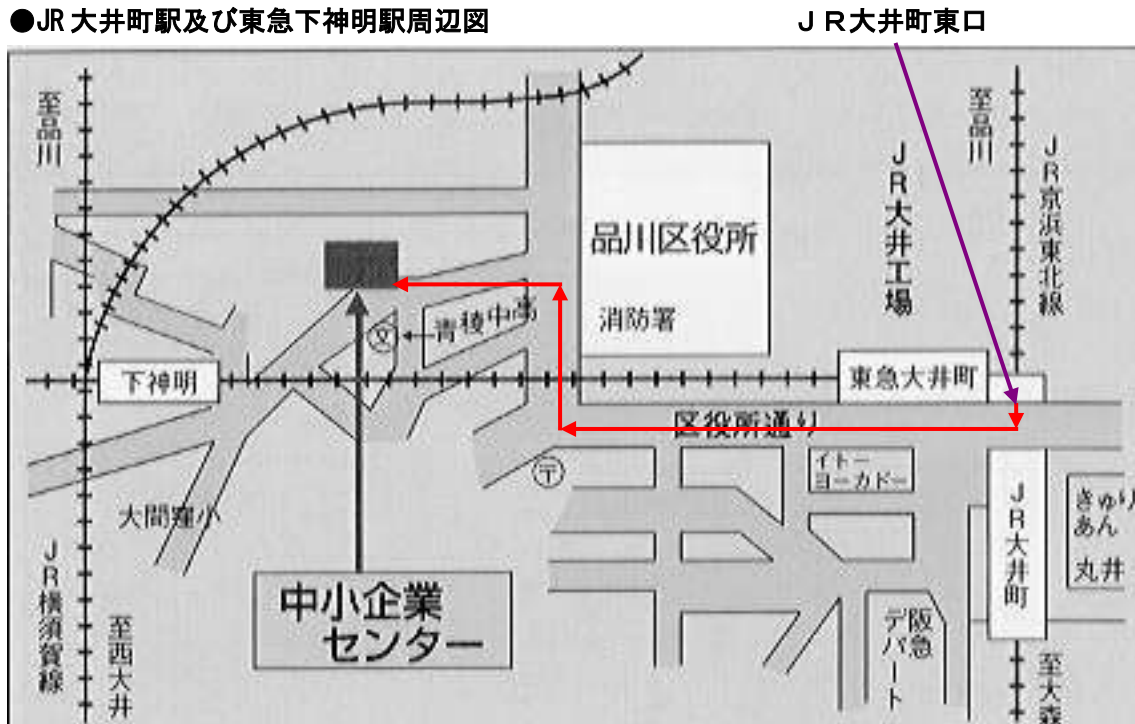 ●JR大井町駅及び東急下神明駅周辺図
ＪＲ大井町東口
至品川
至品川
ＪＲ京浜東北線
ＪＲ大井工場
品川区役所
消防署
青稜中高
文
下神明
東急大井町
区役所通り
〒
イトー
ヨーカドー
大間窪小
ＪＲ大井町
きゅり
あん
丸井
中小企業
センター
ＪＲ横須賀線
至西大井
阪急
デパート
至大森